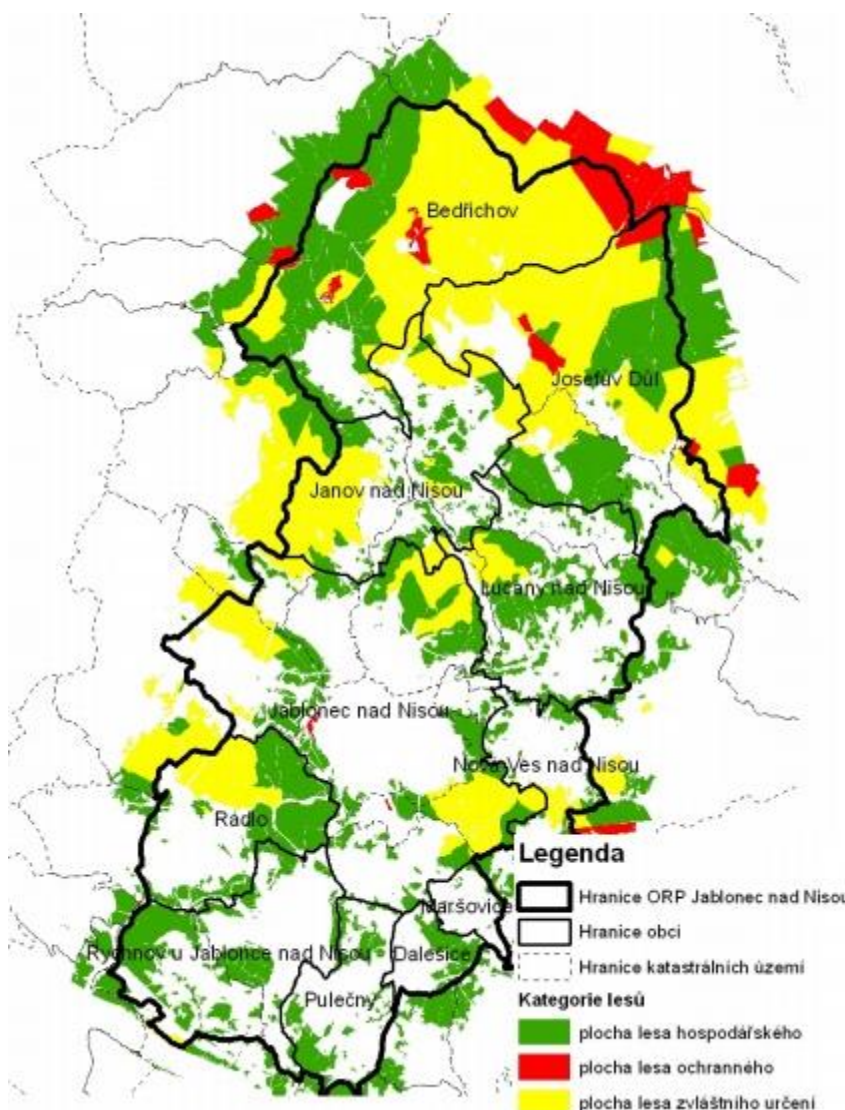 Bedřichov
Josefův Důl
Janov nad Nisou
Lučany nad Nisou
Jablonec nad Nisou
Nová Ves nad Nisou
Rádlo
Maršovice
Rychnov u Jablonce nad Nisou
Dalešice
Pulečný
Legenda
Hranice ORP Jablonec nad Nisou
Hranice obcí
Hranice katastrálních území
Kategorie lesů
plocha lesa hospodářského
plocha lesa ochranného
plocha lesa zvláštního určení